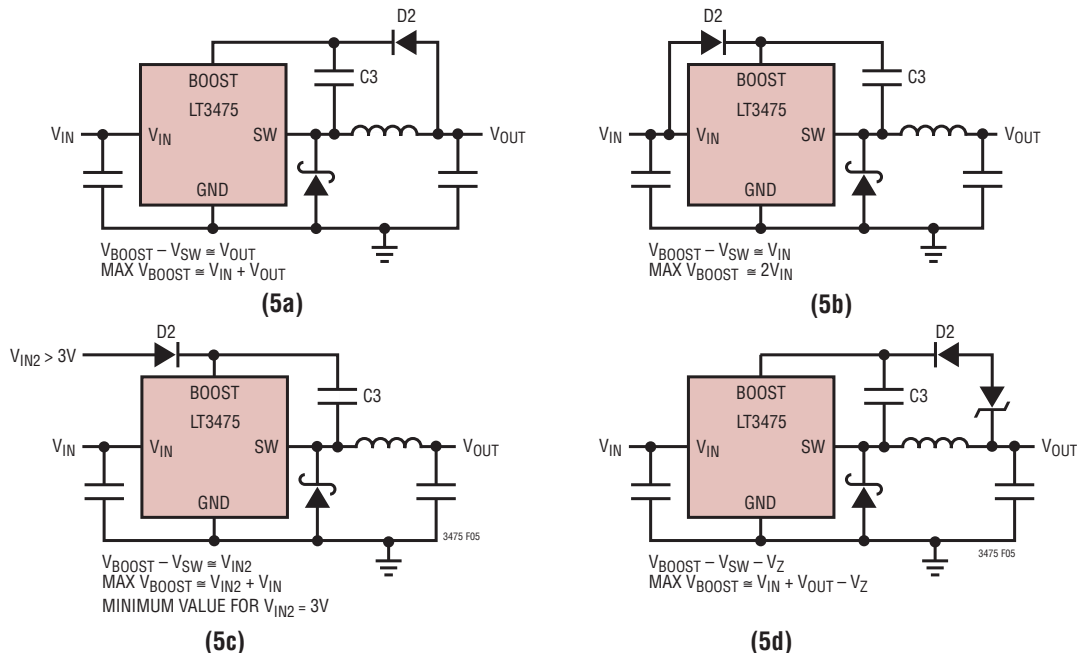 D2
C3
BOOST
LT3475
V_IN
V_IN
SW
V_OUT
GND
V_BOOST – V_SW ≅ V_OUT
MAX V_BOOST ≅ V_IN + V_OUT
(5a)
D2
C3
BOOST
LT3475
V_IN
V_IN
SW
V_OUT
GND
V_BOOST – V_SW ≅ V_IN
MAX V_BOOST ≅ 2V_IN
(5b)
D2
V_IN2 > 3V
BOOST
C3
LT3475
V_IN
V_IN
SW
V_OUT
GND
3475 F05
V_BOOST – V_SW ≅ V_IN2
MAX V_BOOST ≅ V_IN2 + V_IN
MINIMUM VALUE FOR V_IN2 = 3V
(5c)
D2
BOOST
C3
LT3475
V_IN
V_IN
SW
V_OUT
GND
3475 F05
V_BOOST – V_SW – V_Z
MAX V_BOOST ≅ V_IN + V_OUT – V_Z
(5d)